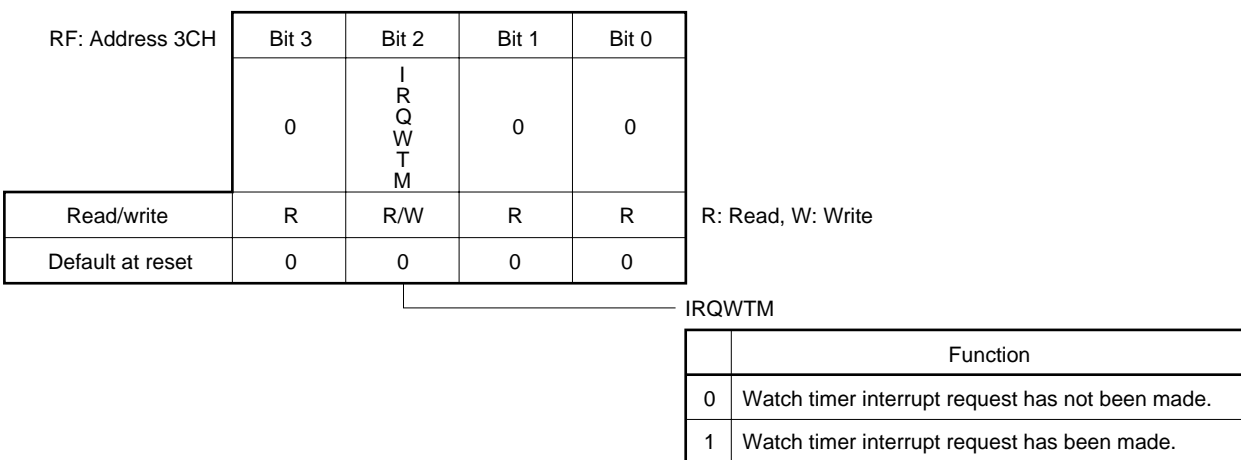 RF: Address 3CH Bit 3 Bit 2 Bit 1 Bit 0
0 IRQWTM 0 0
Read/write R R/W R R R: Read, W: Write
Default at reset 0 0 0 0
IRQWTM
Function
0 Watch timer interrupt request has not been made.
1 Watch timer interrupt request has been made.